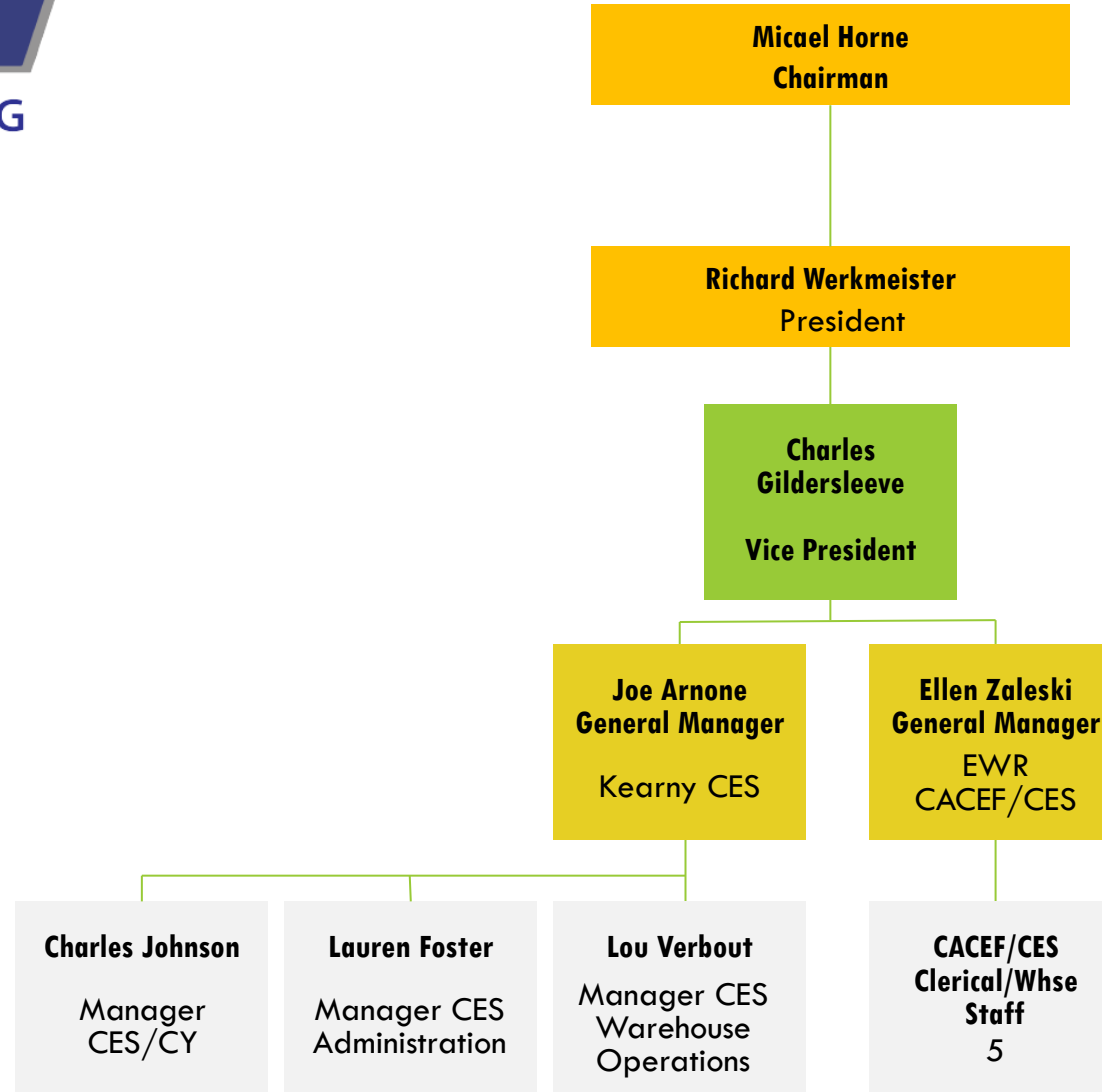 G
Micael Horne
Chairman
Richard Werkmeister
President
Charles
Gildersleeve
Vice President
Joe Arnone
General Manager
Kearny CES
Ellen Zaleski
General Manager
EWR
CACEF/CES
Charles Johnson
Manager
CES/CY
Lauren Foster
Manager CES
Administration
Lou Verbout
Manager CES
Warehouse
Operations
CACEF/CES
Clerical/Whse
Staff
5